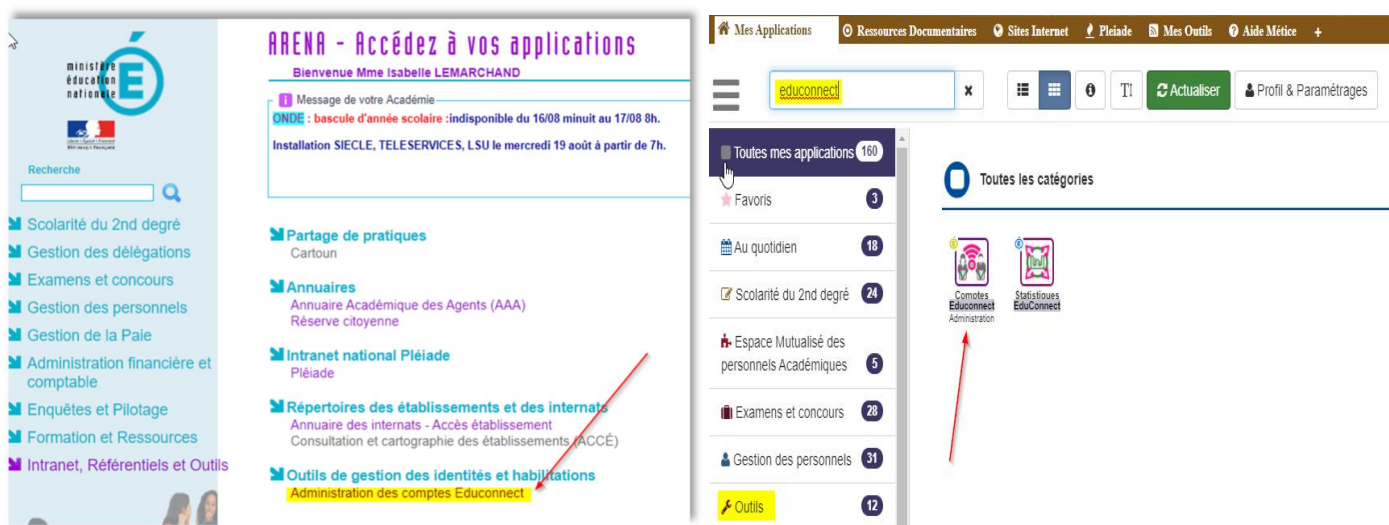 ministère
éducation
nationale
Recherche
Scolarité du 2nd degré
Gestion des délégations
Examens et concours
Gestion des personnels
Gestion de la Paie
Administration financière et
comptable
Enquêtes et Pilotage
Formation et Ressources
Intranet, Référentiels et Outils
ARENA - Accédez à vos applications
Bienvenue Mme Isabelle LEMARCHAND
Message de votre Académie
ONDE : bascule d'année scolaire :indisponible du 16/08 minuit au 17/08 8h.
Installation SIECLE, TELESERVICES, LSU le mercredi 19 août à partir de 7h.
Partage de pratiques
Cartoun
Annuaires
Annuaire Académique des Agents (AAA)
Réserve citoyenne
Intranet national Pléiade
Pléiade
Répertoires des établissements et des internats
Annuaire des internats - Accès établissement
Consultation et cartographie des établissements (ACCÉ)
Outils de gestion des identités et habilitations
Administration des comptes Educonnect
Mes Applications Ressources Documentaires Sites Internet Pleiade Mes Outils Aide Métice +
educonnect x TI Actualiser Profil & Paramétrages
Toutes mes applications 160
Favoris 3
Au quotidien 18
Scolarité du 2nd degré 24
Espace Mutualisé des
personnels Académiques 5
Examens et concours 28
Gestion des personnels 31
Outils 12
Toutes les catégories
Comptes
Educonnect
Administration
Statistiques
EduConnect